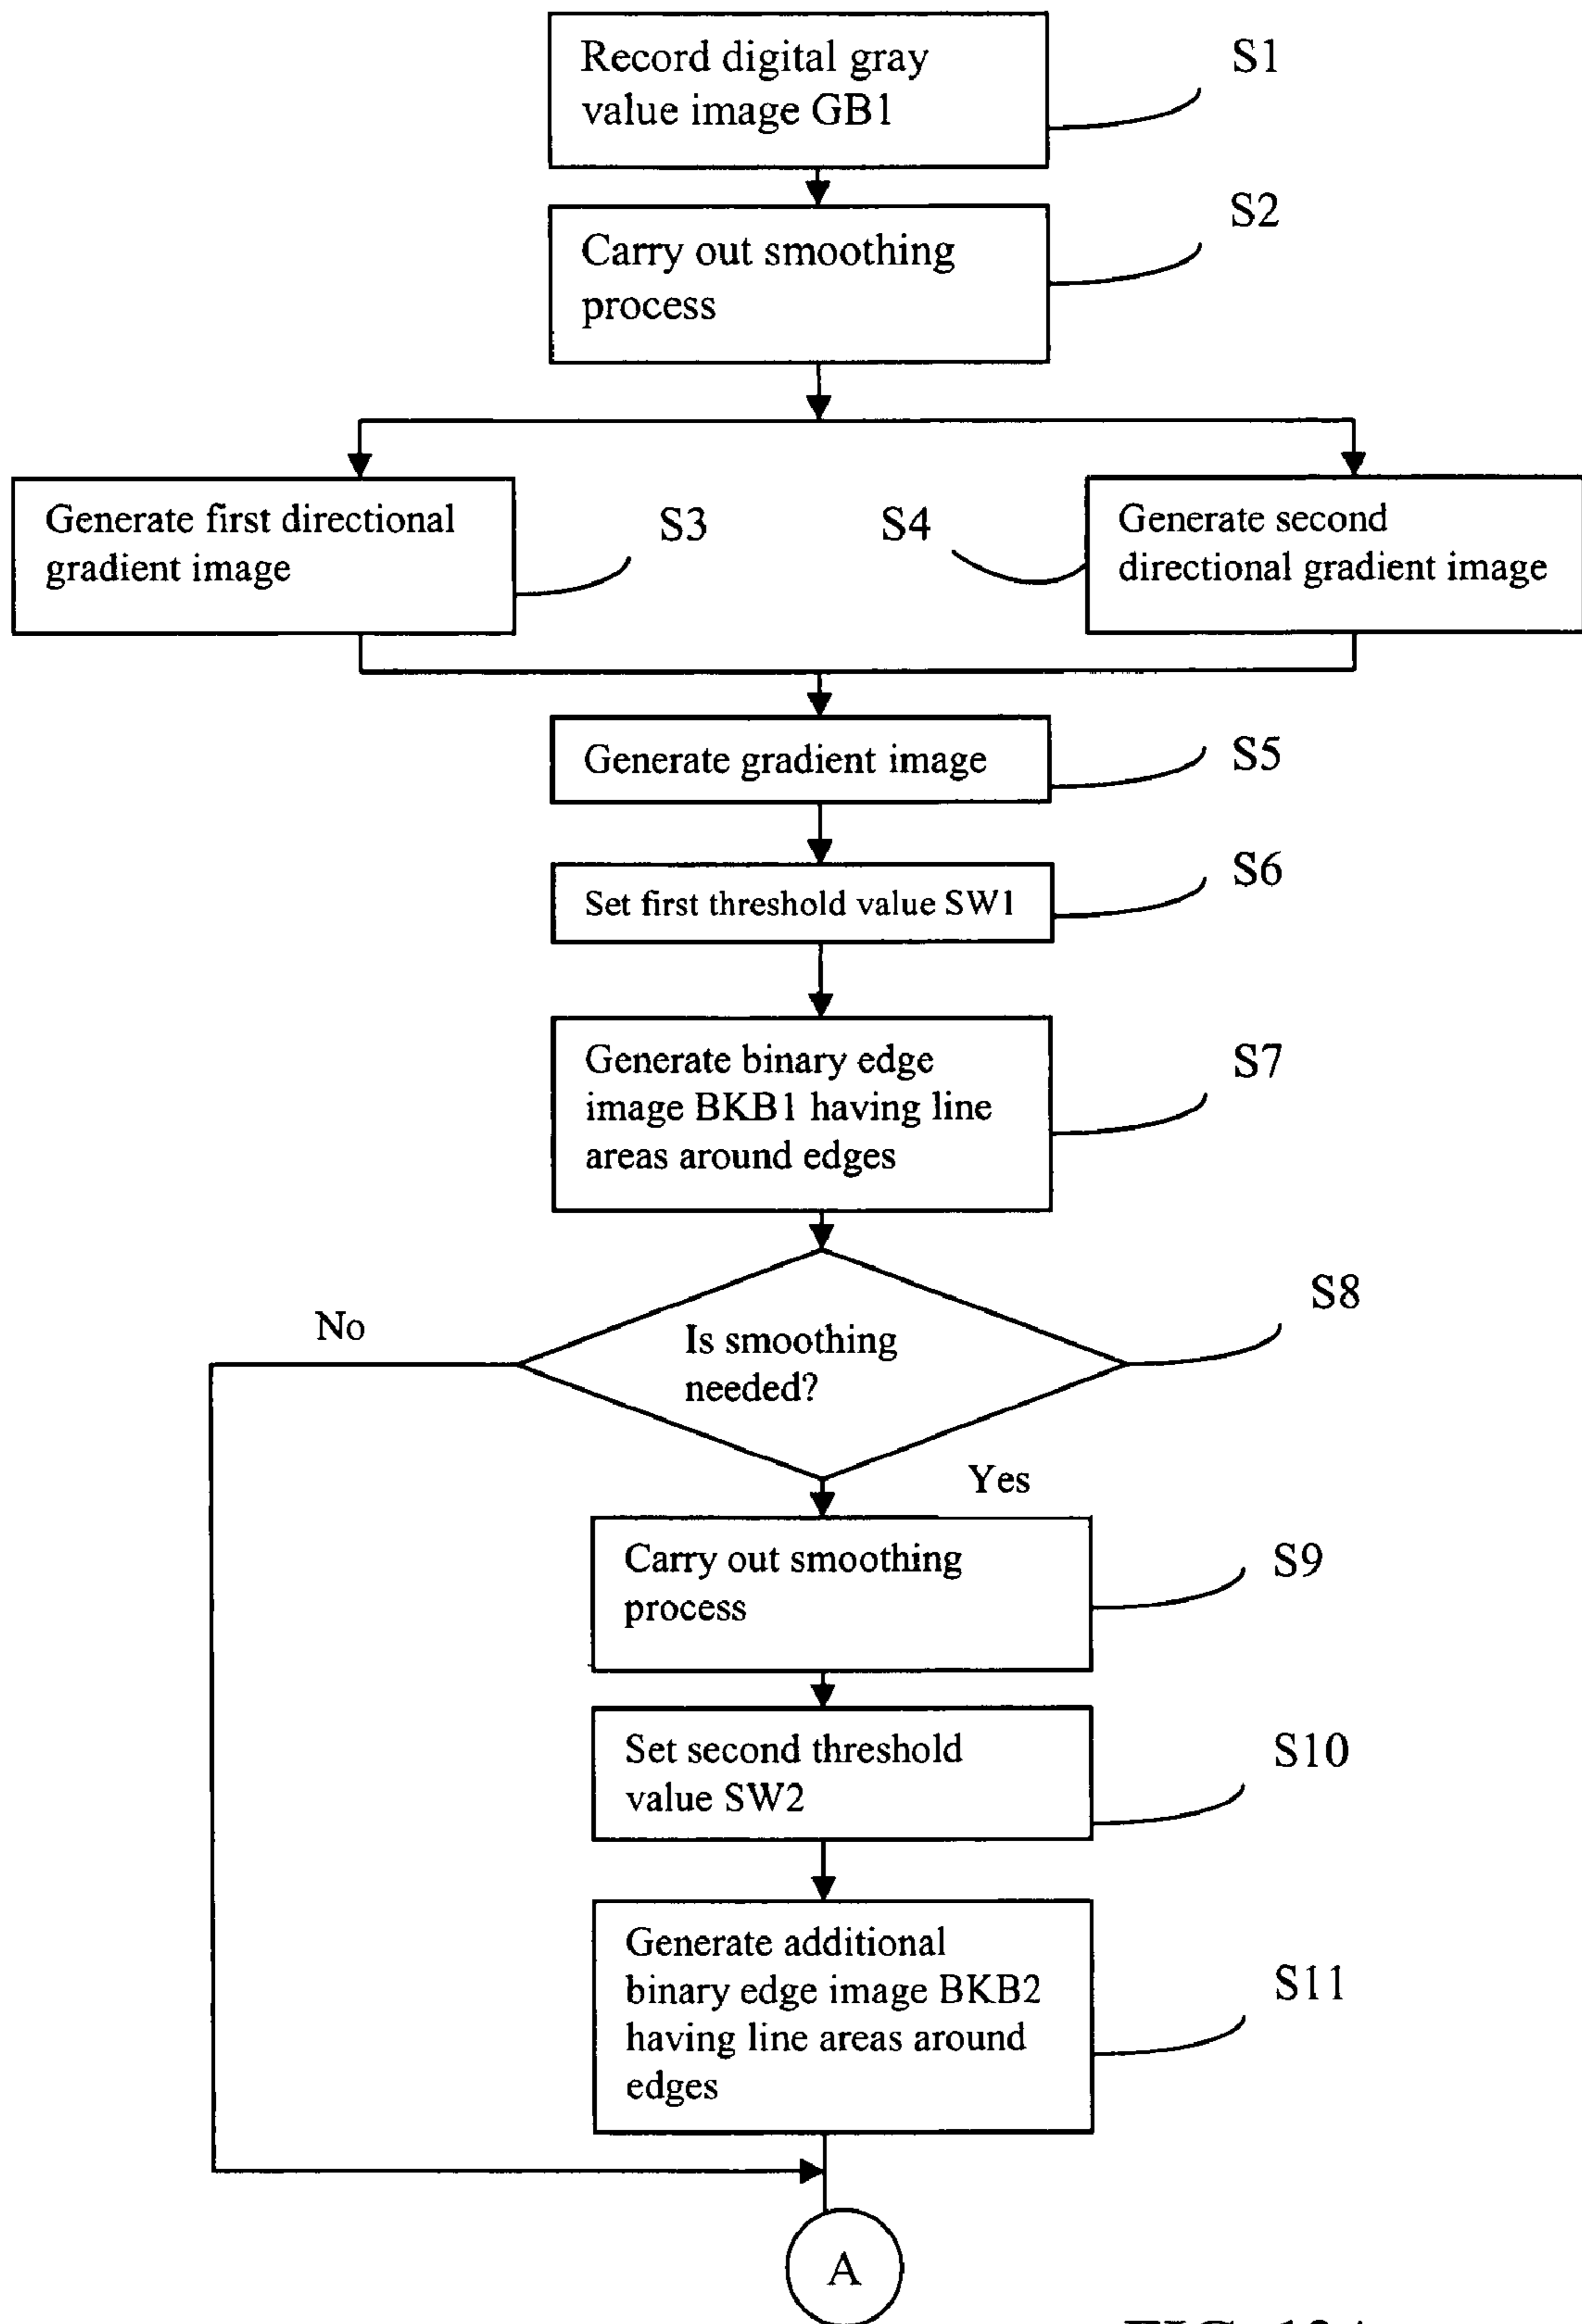 Record digital gray
value image GB1
S1
Carry out smoothing
process
S2
Generate first directional
gradient image
S3
S4
Generate second
directional gradient image
Generate gradient image
S5
Set first threshold value SW1
S6
Generate binary edge
image BKB1 having line
areas around edges
S7
Is smoothing
needed?
S8
No
Yes
Carry out smoothing
process
S9
Set second threshold
value SW2
S10
Generate additional
binary edge image BKB2
having line areas around
edges
S11
A